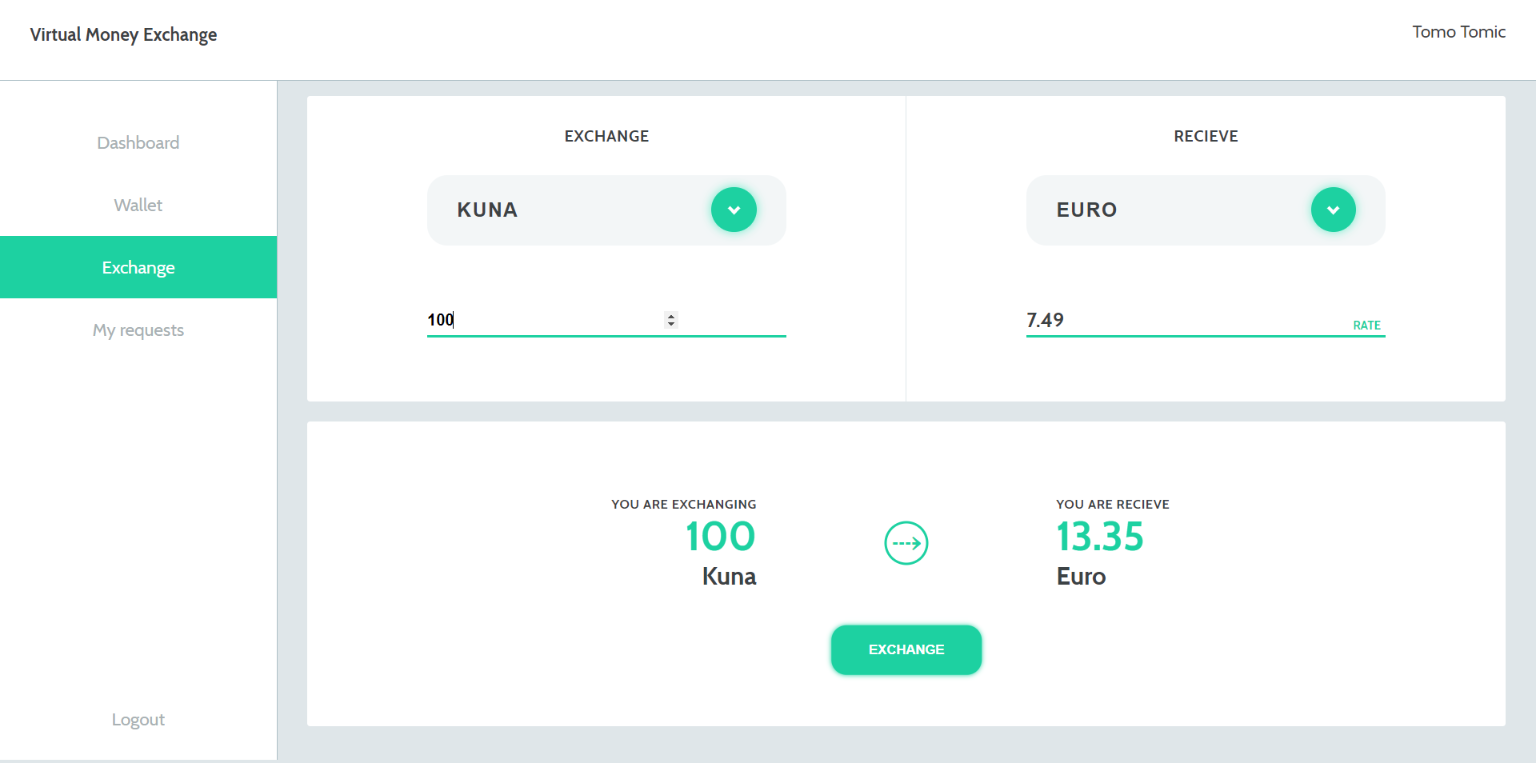 Virtual Money Exchange
Tomo Tomic
Dashboard
Wallet
Exchange
My requests
Logout
EXCHANGE
KUNA
100
RECIEVE
EURO
7.49
RATE
YOU ARE EXCHANGING
100
Kuna
YOU ARE RECIEVE
13.35
Euro
EXCHANGE